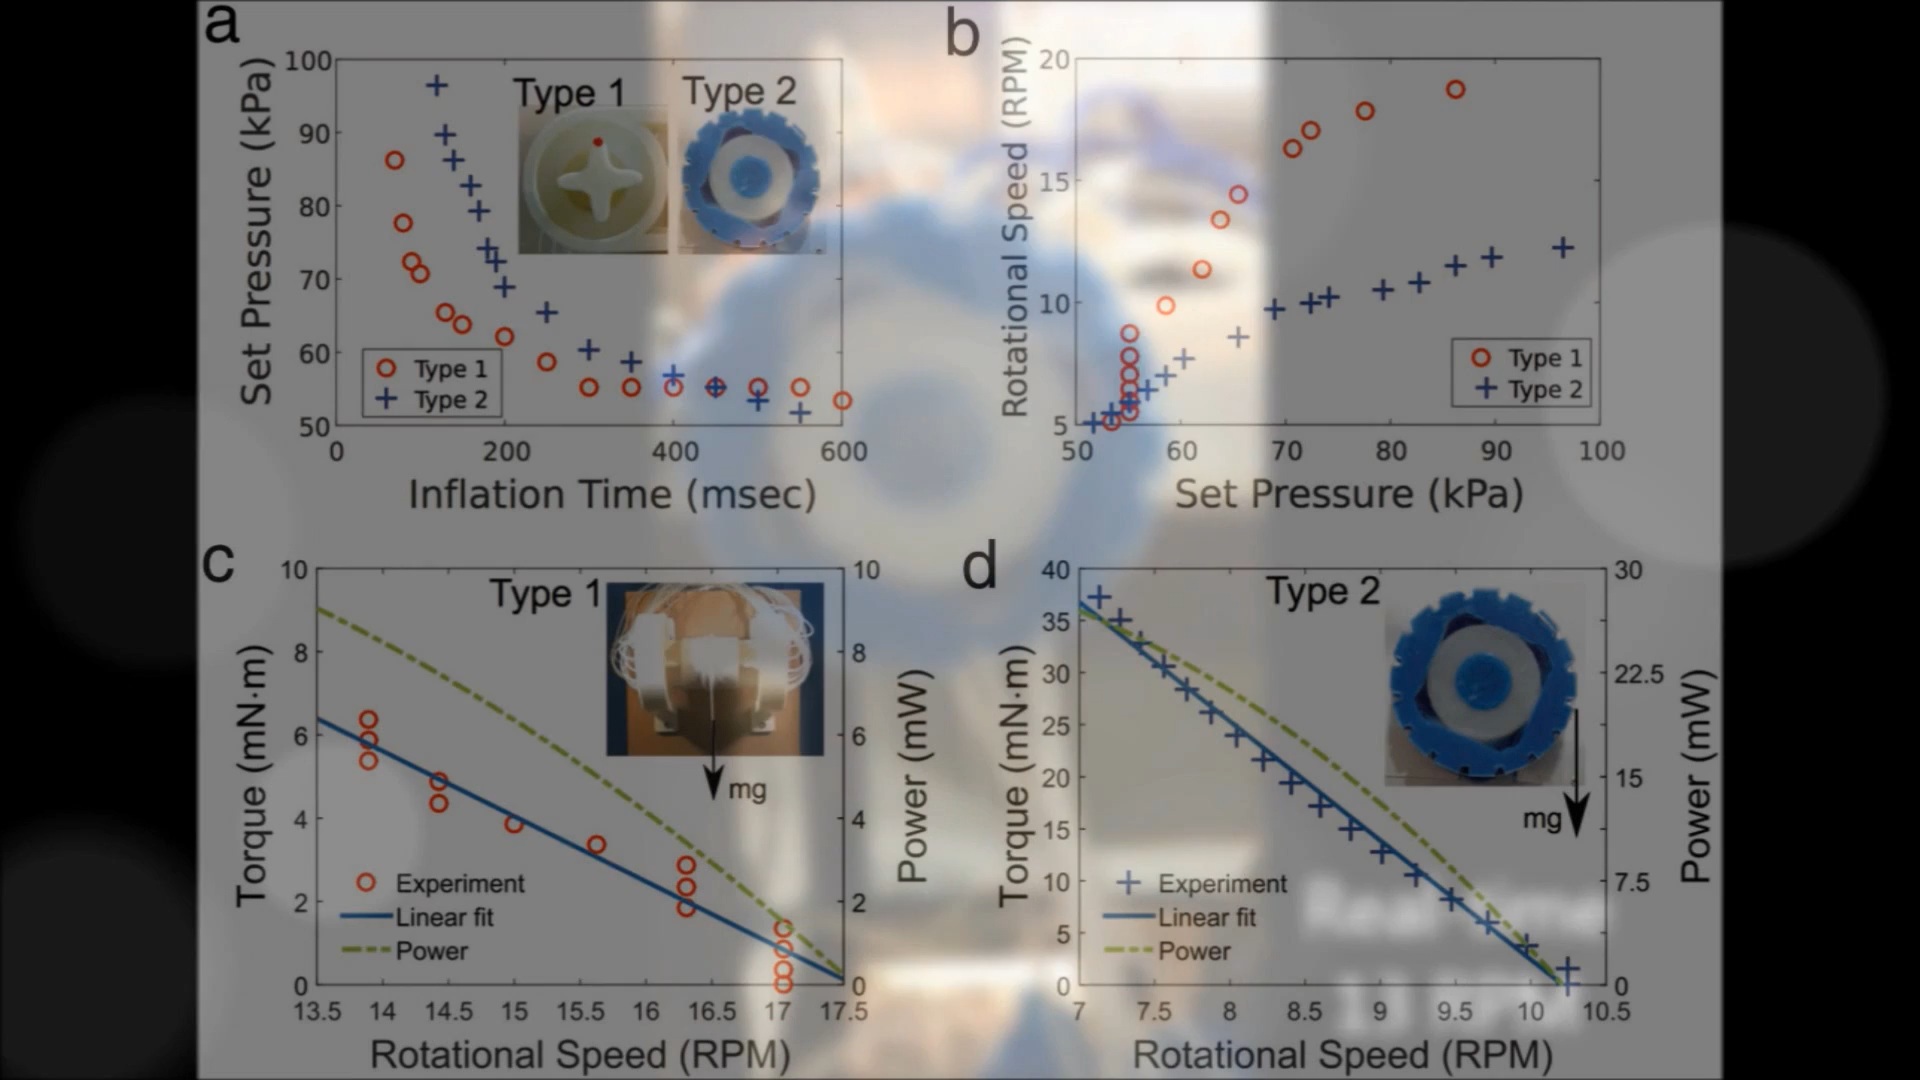 a
100
90
80
70
60
50
0
200
400
600
Set Pressure (kPa)
Inflation Time (msec)
Type 1
Type 2
Type 1
Type 2
b
20
15
10
5
50
60
70
80
90
100
Rotational Speed (RPM)
Set Pressure (kPa)
Type 1
Type 2
c
10
8
6
4
2
0
13.5
14
14.5
15
15.5
16
16.5
17
17.5
10
8
6
4
2
0
Torque (mN·m)
Power (mW)
Rotational Speed (RPM)
Type 1
mg
Experiment
Linear fit
Power
d
40
35
30
25
20
15
10
5
0
7
7.5
8
8.5
9
9.5
10
10.5
30
22.5
15
7.5
0
Torque (mN·m)
Power (mW)
Rotational Speed (RPM)
Type 2
mg
Experiment
Linear fit
Power
Real-time
13 RPM